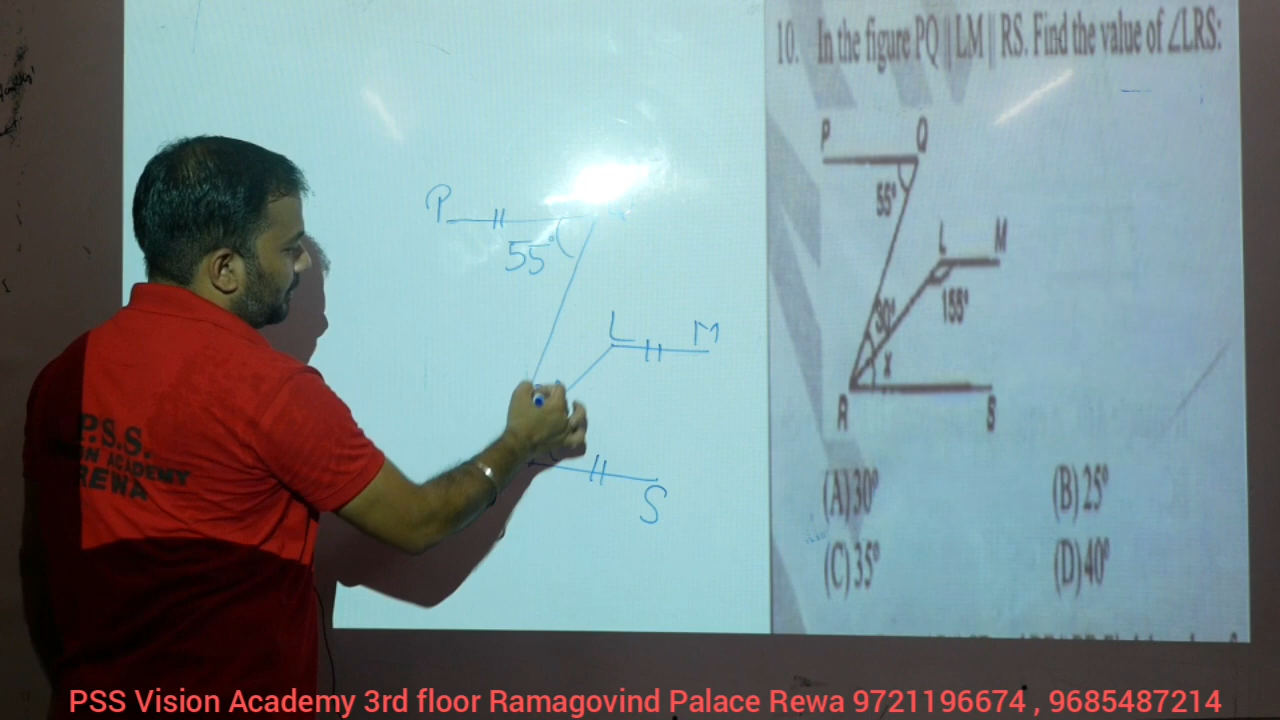 10. In the figure PQ || LM || RS. Find the value of ∠LRS:
P Q
55°
L M
30°
155°
x
R S
(A) 30° (B) 25°
(C) 35° (D) 40°
P
55°
L M
S
P.S.S.
ACADEMY
REWA
PSS Vision Academy 3rd floor Ramagovind Palace Rewa 9721196674 , 9685487214